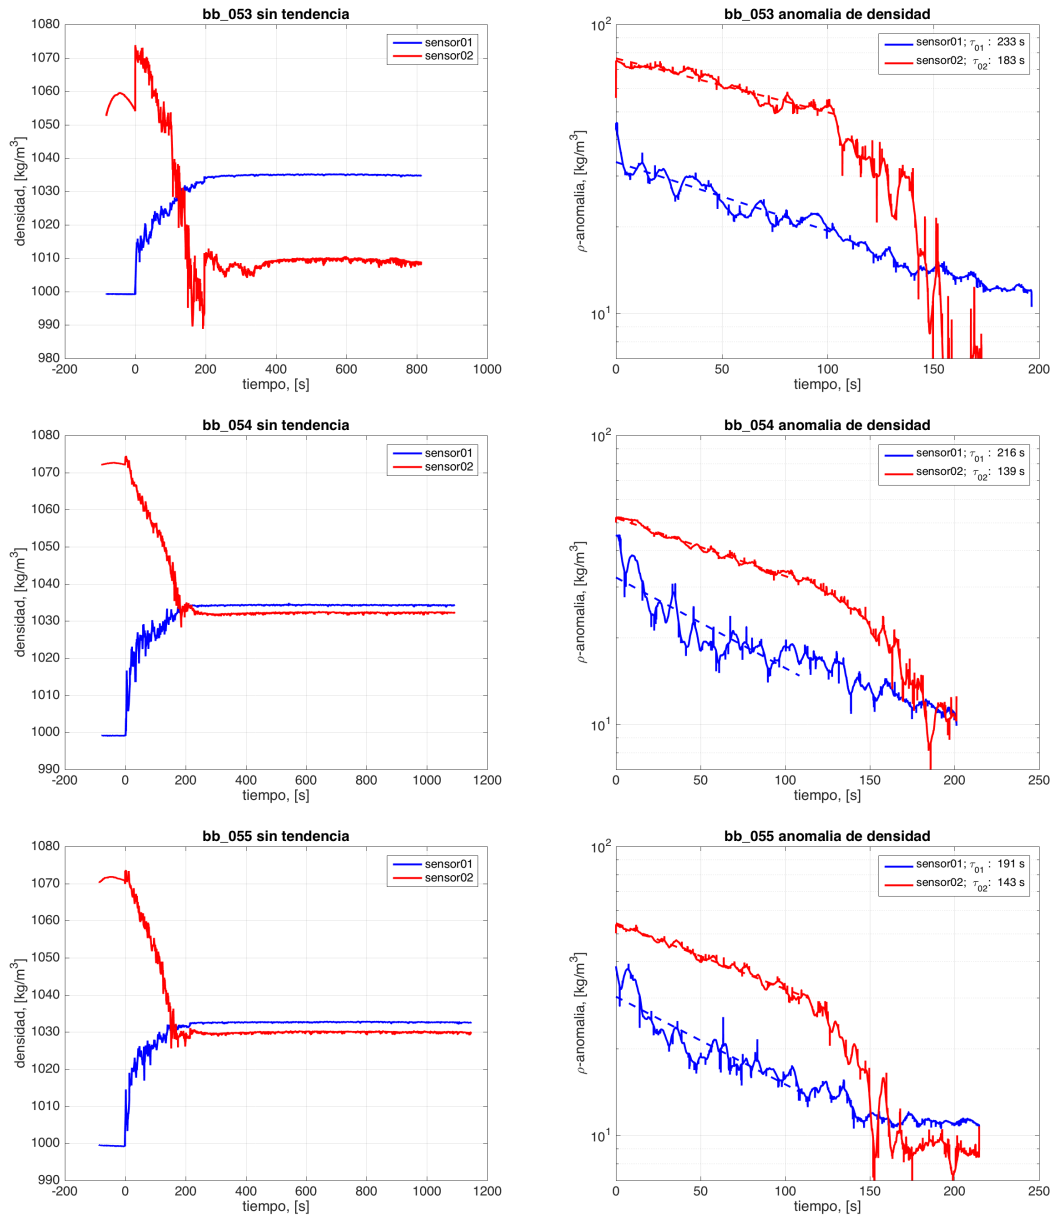 bb_053 sin tendencia
sensor01
sensor02
densidad, [kg/m³]
1080
1070
1060
1050
1040
1030
1020
1010
1000
990
980
-200
0
200
400
600
800
1000
tiempo, [s]
bb_053 anomalia de densidad
sensor01; τ₀₁ : 233 s
sensor02; τ₀₂: 183 s
ρ-anomalia, [kg/m³]
10²
10¹
0
50
100
150
200
tiempo, [s]
bb_054 sin tendencia
sensor01
sensor02
densidad, [kg/m³]
1080
1070
1060
1050
1040
1030
1020
1010
1000
990
-200
0
200
400
600
800
1000
1200
tiempo, [s]
bb_054 anomalia de densidad
sensor01; τ₀₁ : 216 s
sensor02; τ₀₂: 139 s
ρ-anomalia, [kg/m³]
10²
10¹
0
50
100
150
200
250
tiempo, [s]
bb_055 sin tendencia
sensor01
sensor02
densidad, [kg/m³]
1080
1070
1060
1050
1040
1030
1020
1010
1000
990
-200
0
200
400
600
800
1000
1200
tiempo, [s]
bb_055 anomalia de densidad
sensor01; τ₀₁ : 191 s
sensor02; τ₀₂: 143 s
ρ-anomalia, [kg/m³]
10²
10¹
0
50
100
150
200
250
tiempo, [s]